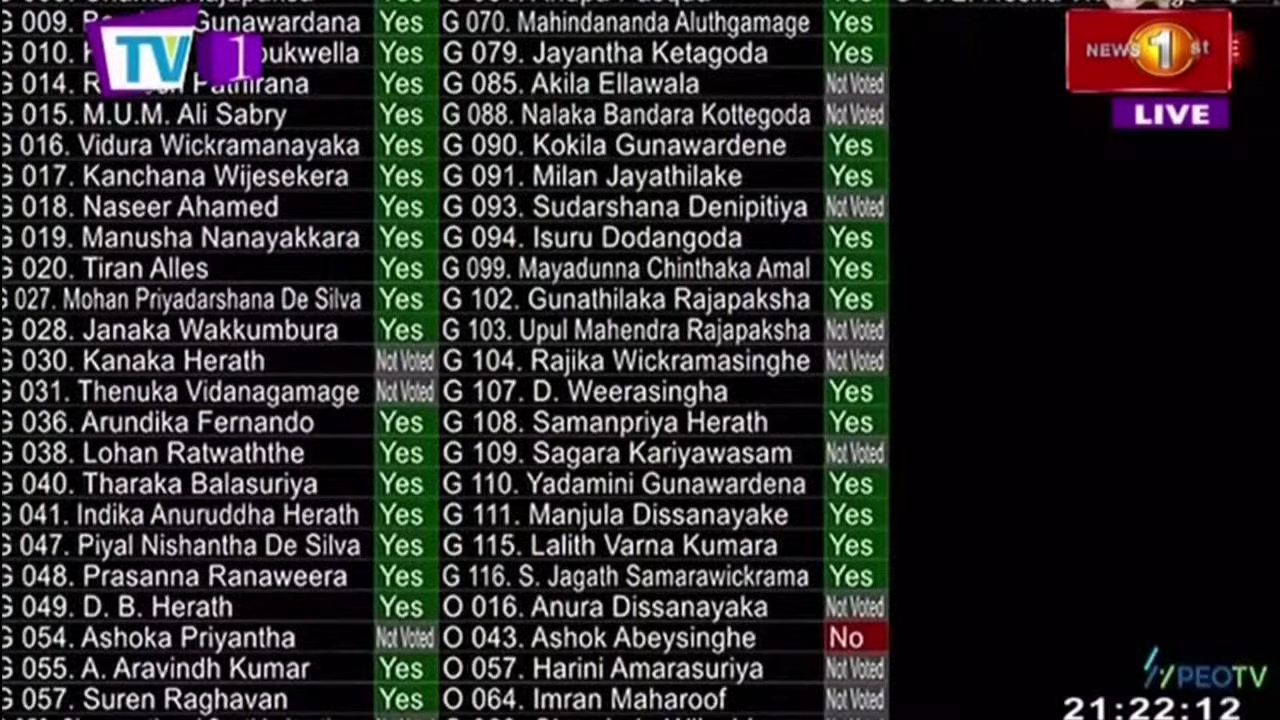 G 009. Gunawardana Yes
G 010. Yes
G 014. Pathirana Yes
G 015. M.U.M. Ali Sabry Yes
G 016. Vidura Wickramanayaka Yes
G 017. Kanchana Wijesekera Yes
G 018. Naseer Ahamed Yes
G 019. Manusha Nanayakkara Yes
G 020. Tiran Alles Yes
G 027. Mohan Priyadarshana De Silva Yes
G 028. Janaka Wakkumbura Yes
G 030. Kanaka Herath Not Voted
G 031. Thenuka Vidanagamage Not Voted
G 036. Arundika Fernando Yes
G 038. Lohan Ratwaththe Yes
G 040. Tharaka Balasuriya Yes
G 041. Indika Anuruddha Herath Yes
G 047. Piyal Nishantha De Silva Yes
G 048. Prasanna Ranaweera Yes
G 049. D. B. Herath Yes
G 054. Ashoka Priyantha Not Voted
G 055. A. Aravindh Kumar Yes
G 057. Suren Raghavan Yes
G 070. Mahindananda Aluthgamage Yes
G 079. Jayantha Ketagoda Yes
G 085. Akila Ellawala Not Voted
G 088. Nalaka Bandara Kottegoda Not Voted
G 090. Kokila Gunawardene Yes
G 091. Milan Jayathilake Yes
G 093. Sudarshana Denipitiya Not Voted
G 094. Isuru Dodangoda Yes
G 099. Mayadunna Chinthaka Amal Yes
G 102. Gunathilaka Rajapaksha Yes
G 103. Upul Mahendra Rajapaksha Not Voted
G 104. Rajika Wickramasinghe Not Voted
G 107. D. Weerasingha Yes
G 108. Samanpriya Herath Yes
G 109. Sagara Kariyawasam Not Voted
G 110. Yadamini Gunawardena Yes
G 111. Manjula Dissanayake Yes
G 115. Lalith Varna Kumara Yes
G 116. S. Jagath Samarawickrama Yes
O 016. Anura Dissanayaka Not Voted
O 043. Ashok Abeysinghe No
O 057. Harini Amarasuriya Not Voted
O 064. Imran Maharoof Not Voted
TV 1
NEWS 1st
LIVE
PEOTV
21:22:12